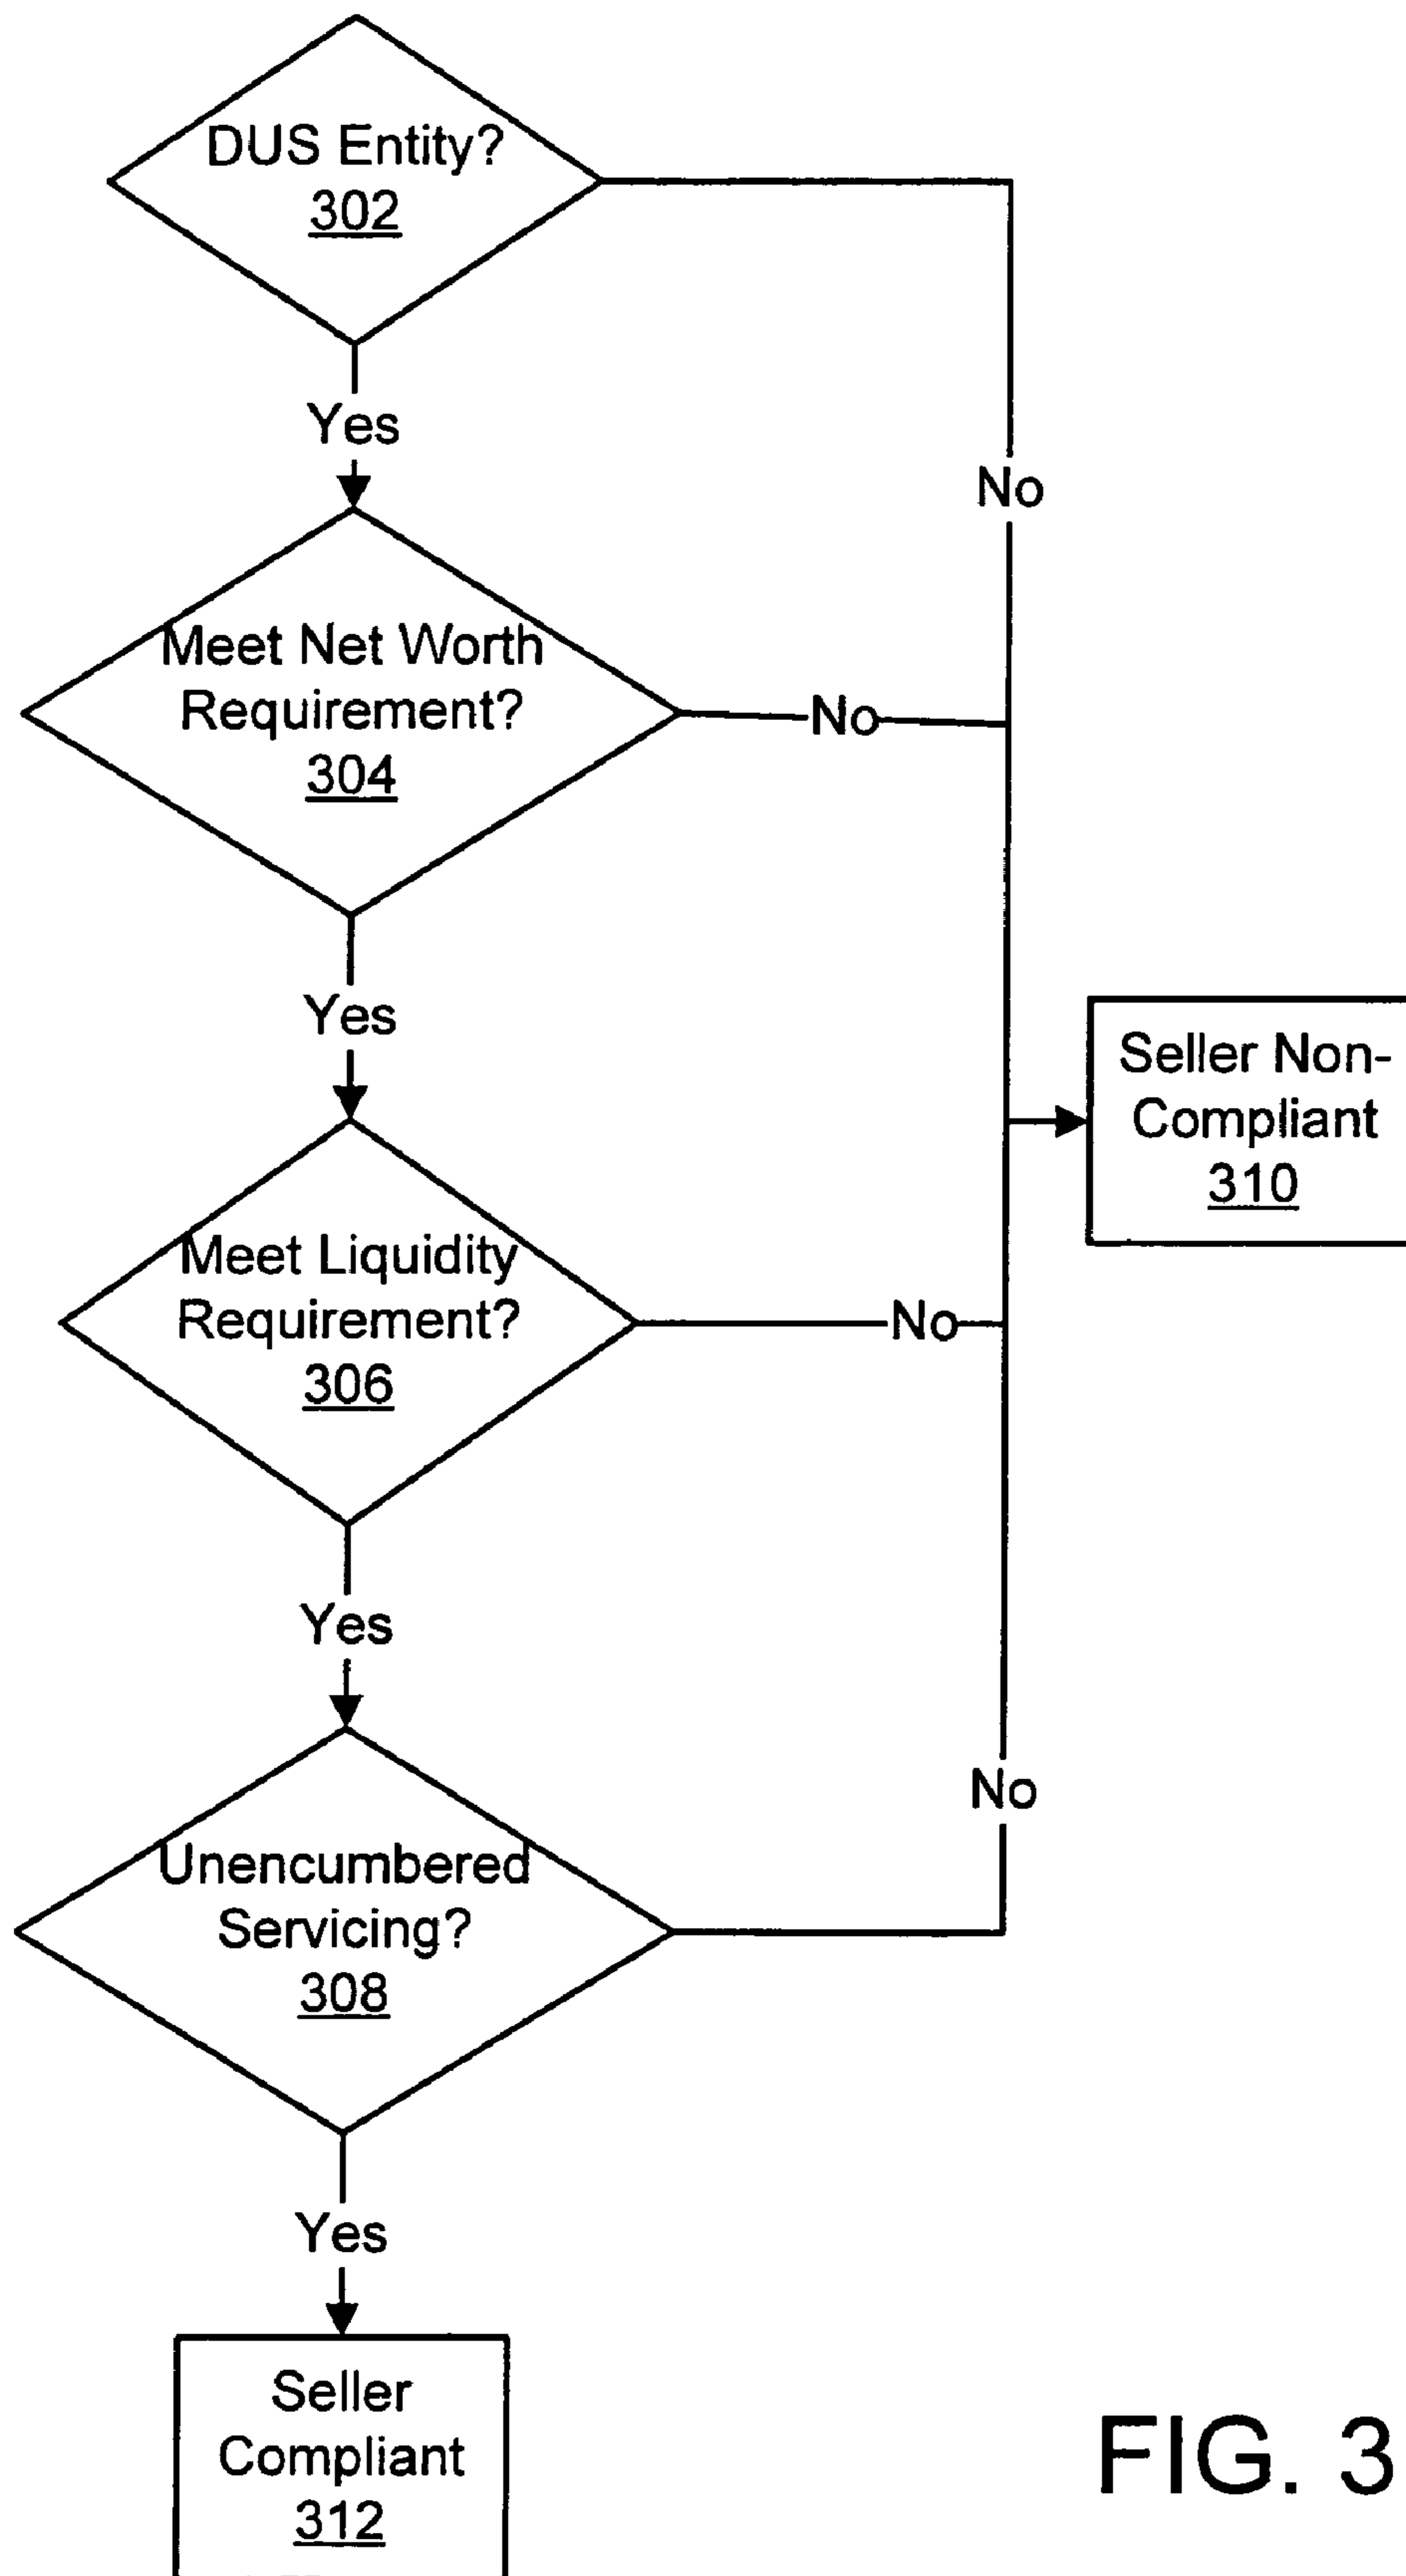 DUS Entity?
302
Yes
No
Meet Net Worth
Requirement?
304
No
Yes
Seller Non-
Compliant
310
Meet Liquidity
Requirement?
306
No
Yes
No
Unencumbered
Servicing?
308
Yes
Seller
Compliant
312
FIG. 3